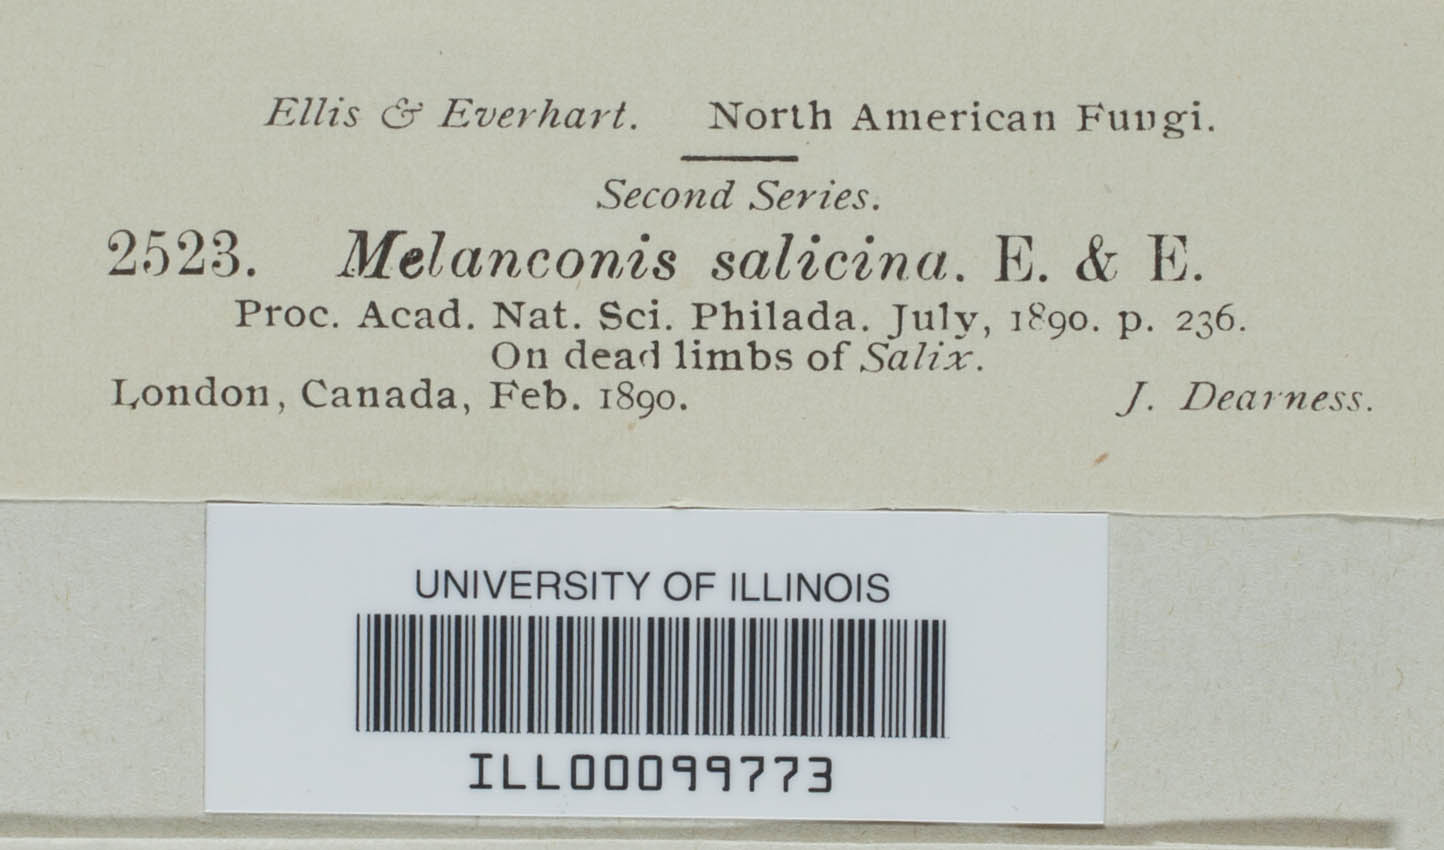 Ellis & Everhart. North American Fungi.
Second Series.
2523. Melanconis salicina. E. & E.
Proc. Acad. Nat. Sci. Philada. July, 1890. p. 236.
On dead limbs of Salix.
London, Canada, Feb. 1890. J. Dearness.
UNIVERSITY OF ILLINOIS
ILL00099773